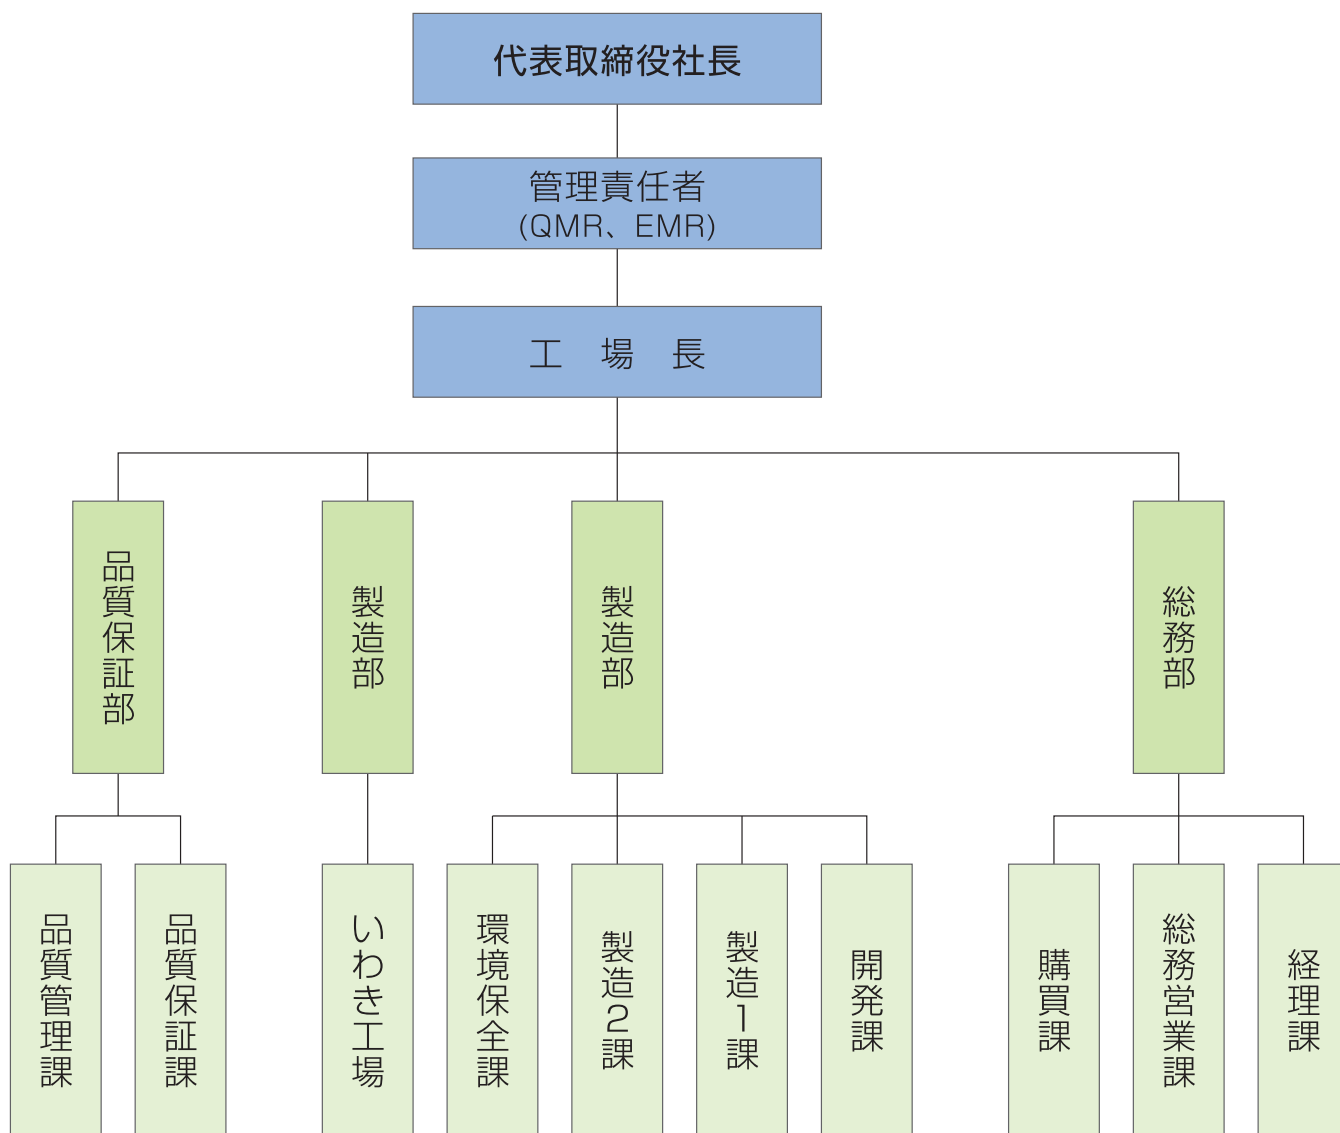 代表取締役社長
管理責任者
(QMR、EMR)
工　場　長
品質保証部
製造部
製造部
総務部
品質管理課
品質保証課
いわき工場
環境保全課
製造2課
製造1課
開発課
購買課
総務営業課
経理課